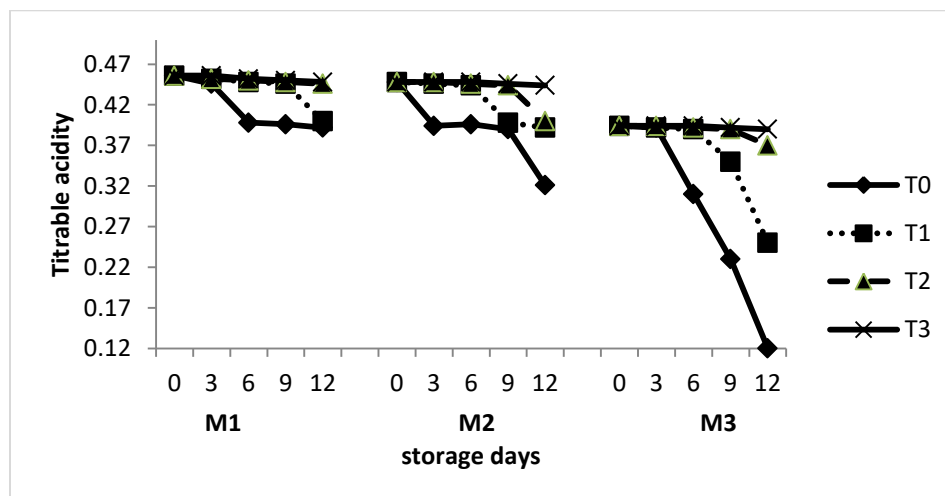 Titrable acidity
0.47
0.42
0.37
0.32
0.27
0.22
0.17
0.12
0 3 6 9 12 0 3 6 9 12 0 3 6 9 12
M1 M2 M3
storage days
T0
T1
T2
T3